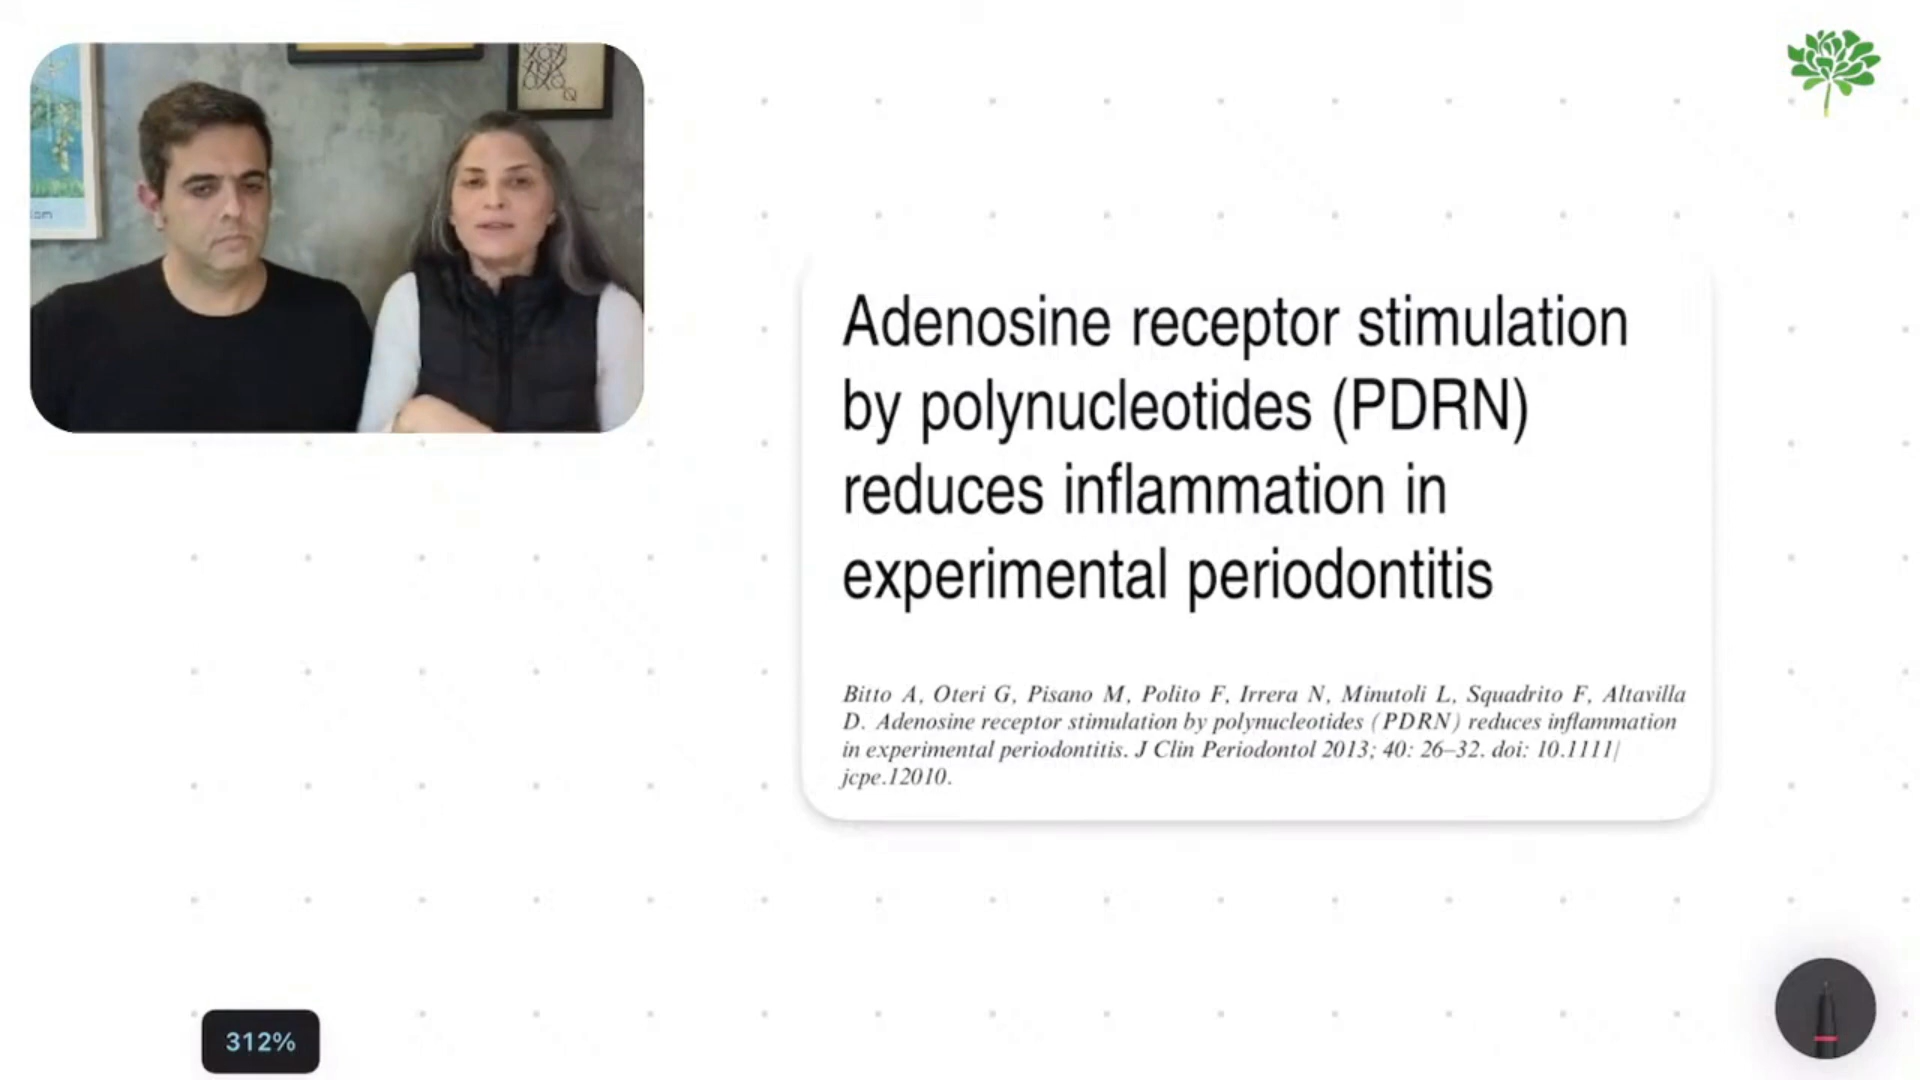 Adenosine receptor stimulation
by polynucleotides (PDRN)
reduces inflammation in
experimental periodontitis
Bitto A, Oteri G, Pisano M, Polito F, Irrera N, Minutoli L, Squadrito F, Altavilla
D. Adenosine receptor stimulation by polynucleotides (PDRN) reduces inflammation
in experimental periodontitis. J Clin Periodontol 2013; 40: 26–32. doi: 10.1111/
jcpe.12010.
312%